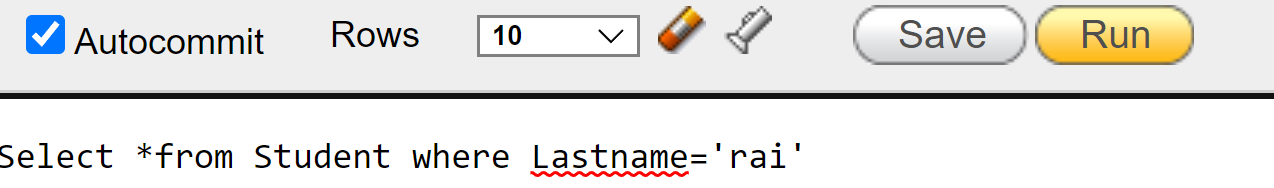 Autocommit Rows 10 Save Run
Select *from Student where Lastname='rai'